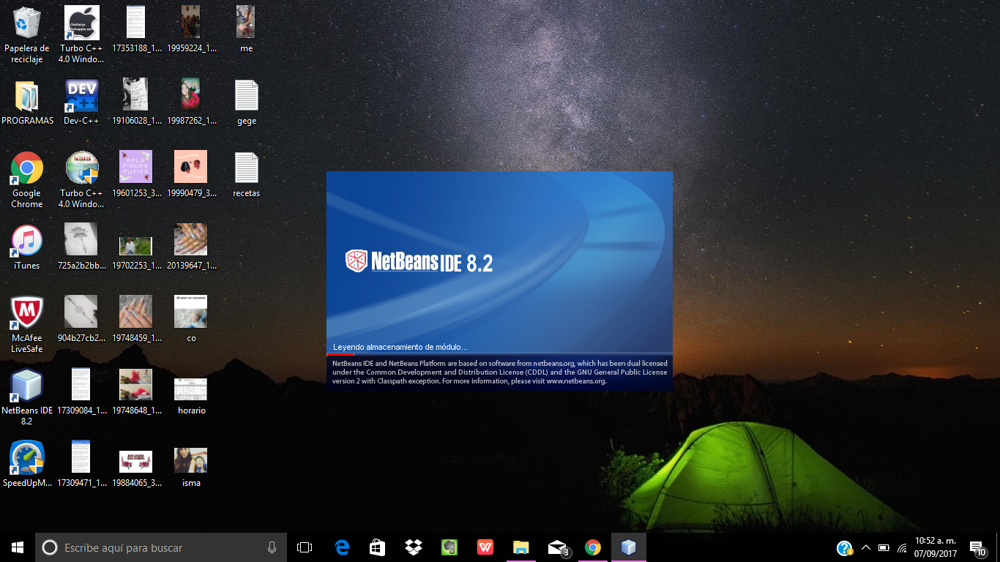 Papelera de
reciclaje
Turbo C++
4.0 Windo...
17353188_1...
19959224_1...
me
PROGRAMAS
DEV
C++
Dev-C++
19106028_1...
19987262_1...
gege
Google
Chrome
NSIS
Turbo C++
4.0 Windo...
19601253_3...
19990479_3...
recetas
iTunes
725a2b2bb...
19702253_1...
20139647_1...
McAfee
LiveSafe
904b27cb2...
19748459_1...
co
NetBeans IDE
8.2
17309084_1...
19748648_1...
horario
SpeedUpM...
17309471_1...
19884065_3...
isma
NetBeans IDE 8.2
Leyendo almacenamiento de módulo...
NetBeans IDE and NetBeans Platform are based on software from netbeans.org, which has been dual licensed
under the Common Development and Distribution License (CDDL) and the GNU General Public License
version 2 with Classpath exception. For more information, please visit www.netbeans.org.
Escribe aquí para buscar
3
10:52 a. m.
07/09/2017
10